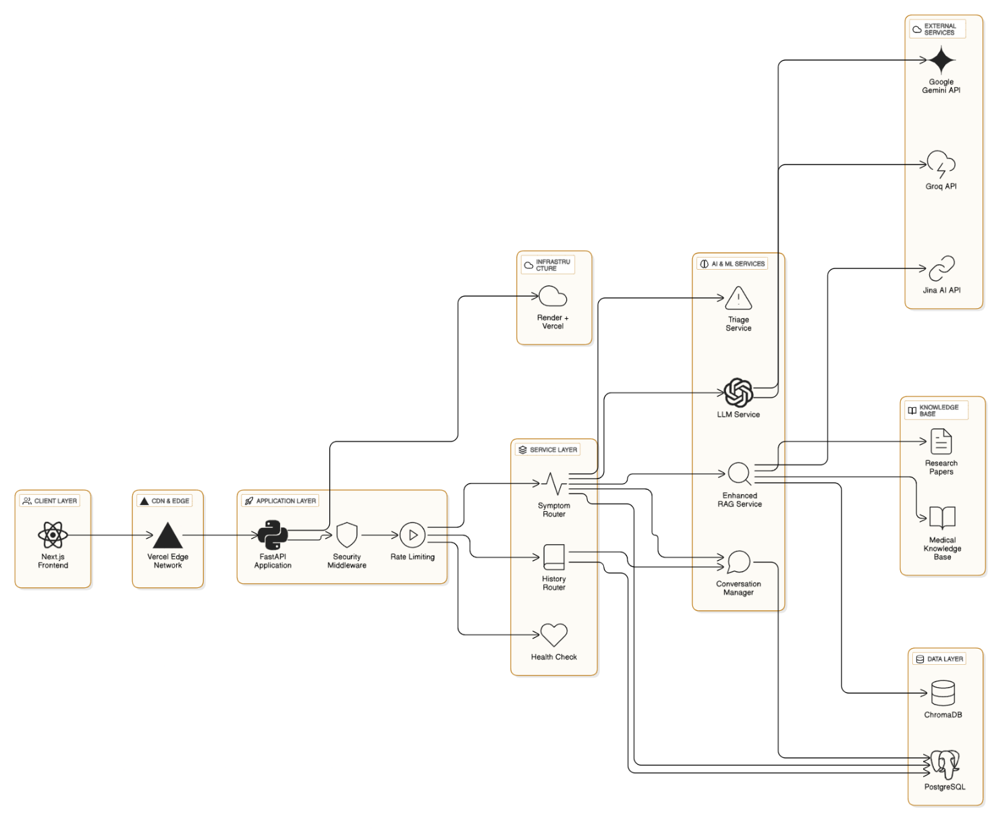 EXTERNAL
SERVICES
Google
Gemini API
Groq API
Jina AI API
INFRASTRU
CTURE
Render +
Vercel
AI & ML SERVICES
Triage
Service
LLM Service
Enhanced
RAG Service
Conversation
Manager
KNOWLEDGE
BASE
Research
Papers
Medical
Knowledge
Base
SERVICE LAYER
Symptom
Router
History
Router
Health Check
CLIENT LAYER
Next.js
Frontend
CDN & EDGE
Vercel Edge
Network
APPLICATION LAYER
FastAPI
Application
Security
Middleware
Rate Limiting
DATA LAYER
ChromaDB
PostgreSQL